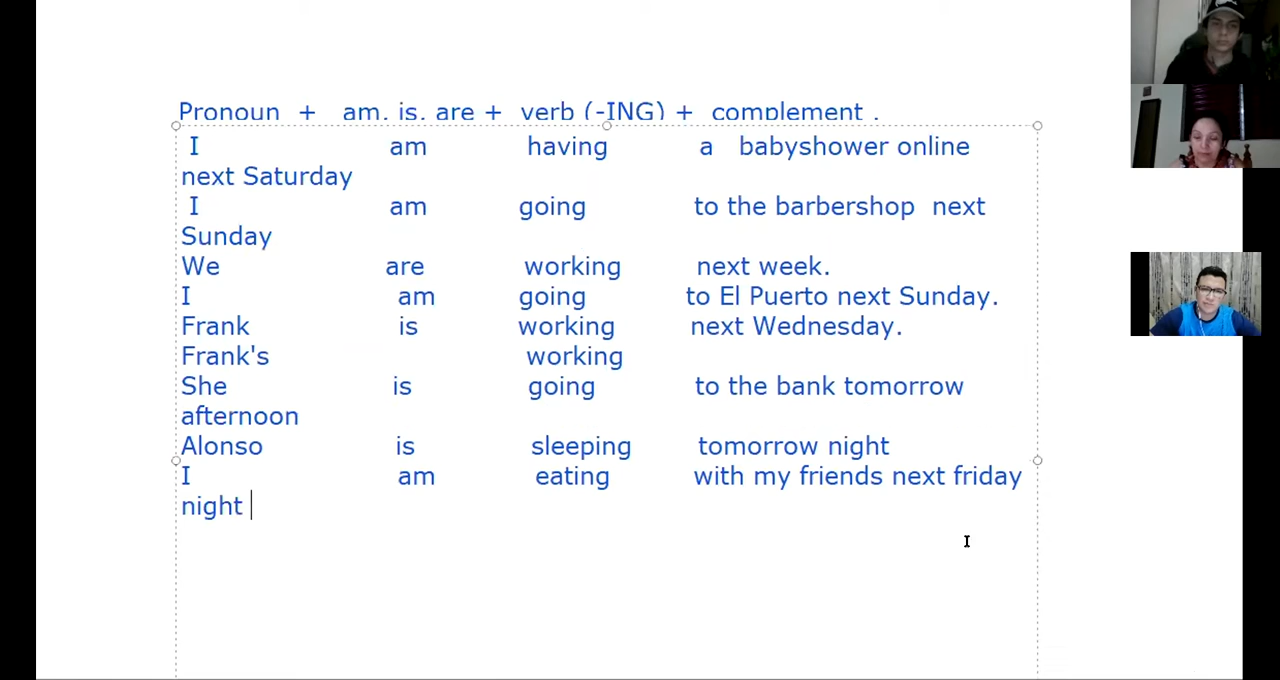 Pronoun + am, is, are + verb (-ING) + complement .
I am having a babyshower online
next Saturday
I am going to the barbershop next
Sunday
We are working next week.
I am going to El Puerto next Sunday.
Frank is working next Wednesday.
Frank's working
She is going to the bank tomorrow
afternoon
Alonso is sleeping tomorrow night
I am eating with my friends next friday
night